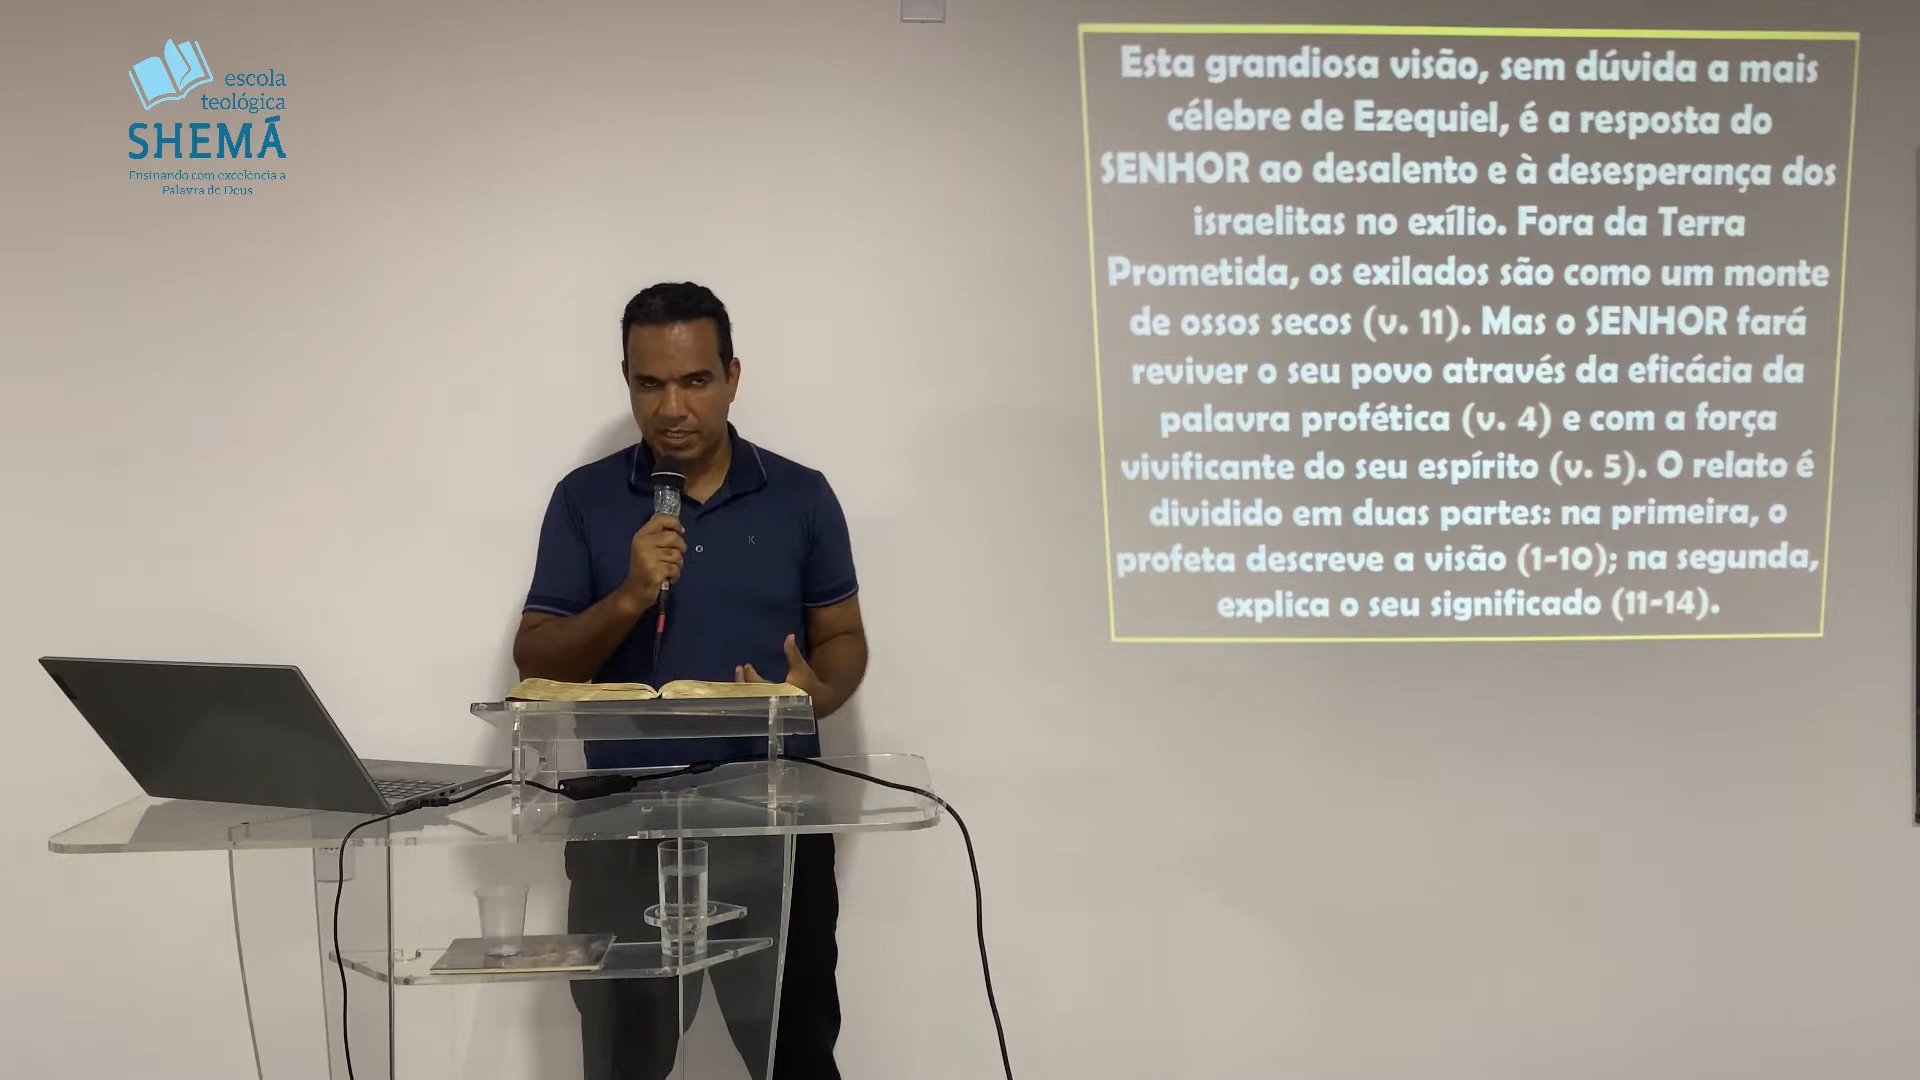 escola
teológica
SHEMÁ
Ensinando com excelência a
Palavra de Deus
Esta grandiosa visão, sem dúvida a mais
célebre de Ezequiel, é a resposta do
SENHOR ao desalento e à desesperança dos
israelitas no exílio. Fora da Terra
Prometida, os exilados são como um monte
de ossos secos (v. 11). Mas o SENHOR fará
reviver o seu povo através da eficácia da
palavra profética (v. 4) e com a força
vivificante do seu espírito (v. 5). O relato é
dividido em duas partes: na primeira, o
profeta descreve a visão (1-10); na segunda,
explica o seu significado (11-14).
K